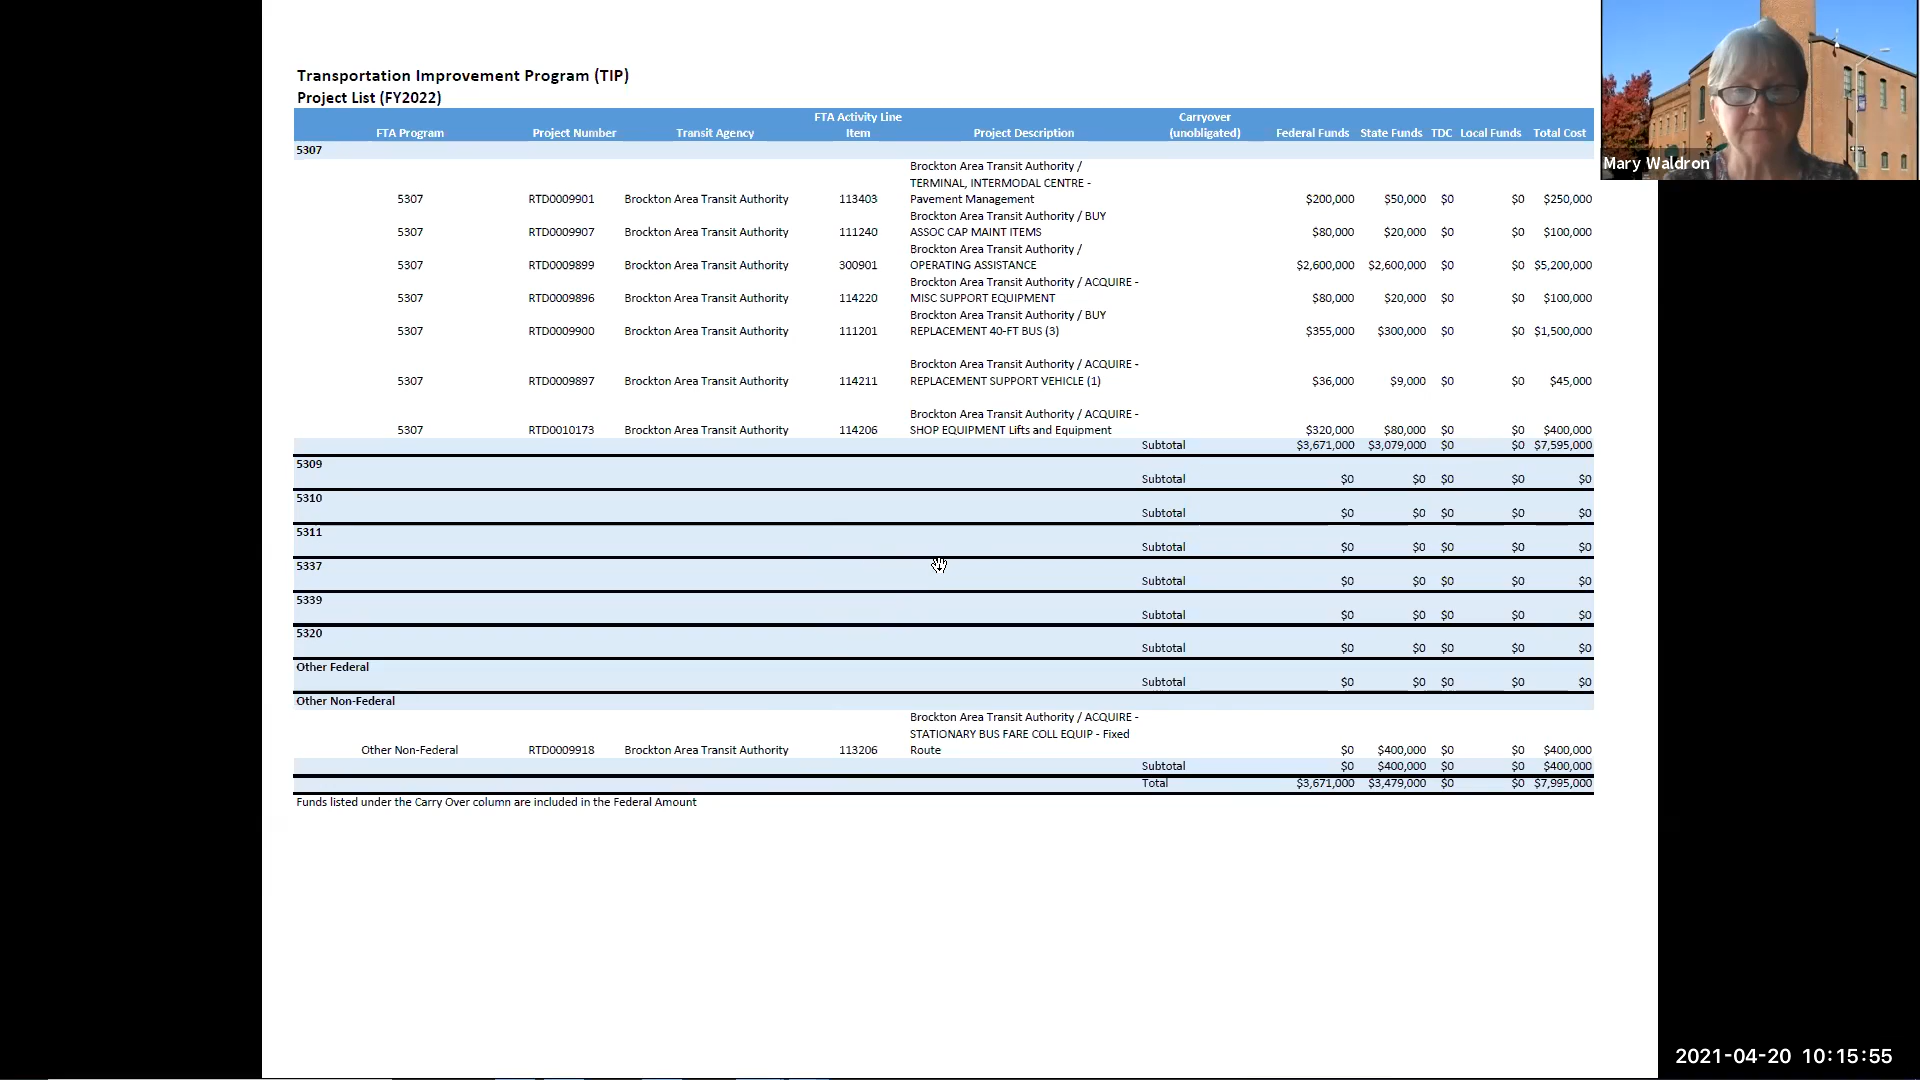 Transportation Improvement Program (TIP)
Project List (FY2022)
FTA Program Project Number Transit Agency FTA Activity Line Item Project Description Carryover (unobligated) Federal Funds State Funds TDC Local Funds Total Cost
5307
Brockton Area Transit Authority /
TERMINAL, INTERMODAL CENTRE -
5307 RTD0009901 Brockton Area Transit Authority 113403 Pavement Management $200,000 $50,000 $0 $0 $250,000
Brockton Area Transit Authority / BUY
5307 RTD0009907 Brockton Area Transit Authority 111240 ASSOC CAP MAINT ITEMS $80,000 $20,000 $0 $0 $100,000
Brockton Area Transit Authority /
5307 RTD0009899 Brockton Area Transit Authority 300901 OPERATING ASSISTANCE $2,600,000 $2,600,000 $0 $0 $5,200,000
Brockton Area Transit Authority / ACQUIRE -
5307 RTD0009896 Brockton Area Transit Authority 114220 MISC SUPPORT EQUIPMENT $80,000 $20,000 $0 $0 $100,000
Brockton Area Transit Authority / BUY
5307 RTD0009900 Brockton Area Transit Authority 111201 REPLACEMENT 40-FT BUS (3) $355,000 $300,000 $0 $0 $1,500,000
Brockton Area Transit Authority / ACQUIRE -
5307 RTD0009897 Brockton Area Transit Authority 114211 REPLACEMENT SUPPORT VEHICLE (1) $36,000 $9,000 $0 $0 $45,000
Brockton Area Transit Authority / ACQUIRE -
5307 RTD0010173 Brockton Area Transit Authority 114206 SHOP EQUIPMENT Lifts and Equipment $320,000 $80,000 $0 $0 $400,000
Subtotal $3,671,000 $3,079,000 $0 $0 $7,595,000
5309
Subtotal $0 $0 $0 $0 $0
5310
Subtotal $0 $0 $0 $0 $0
5311
Subtotal $0 $0 $0 $0 $0
5337
Subtotal $0 $0 $0 $0 $0
5339
Subtotal $0 $0 $0 $0 $0
5320
Subtotal $0 $0 $0 $0 $0
Other Federal
Subtotal $0 $0 $0 $0 $0
Other Non-Federal
Brockton Area Transit Authority / ACQUIRE -
STATIONARY BUS FARE COLL EQUIP - Fixed
Other Non-Federal RTD0009918 Brockton Area Transit Authority 113206 Route $0 $400,000 $0 $0 $400,000
Subtotal $0 $400,000 $0 $0 $400,000
Total $3,671,000 $3,479,000 $0 $0 $7,995,000
Funds listed under the Carry Over column are included in the Federal Amount
Mary Waldron
2021-04-20 10:15:55